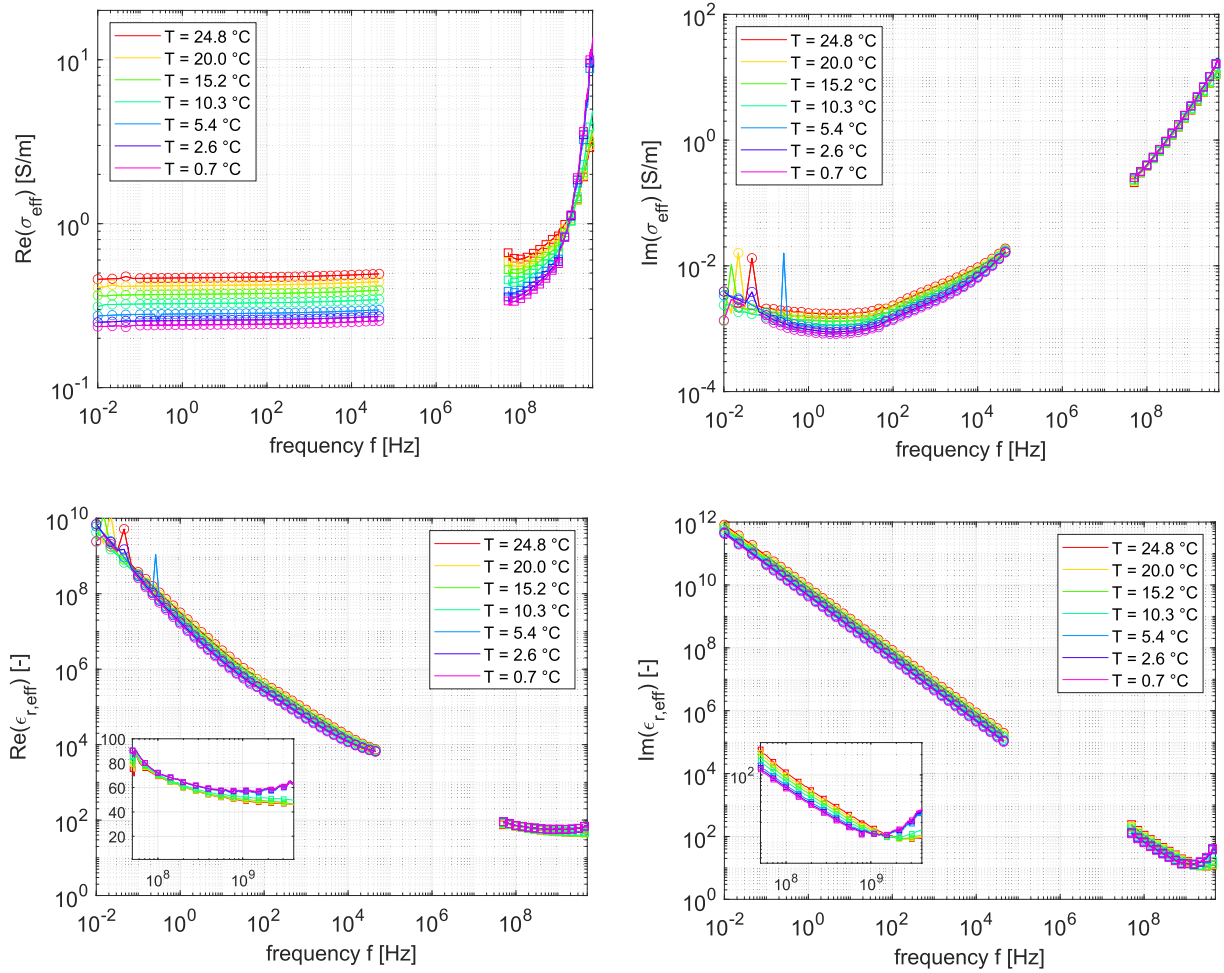 T = 24.8 °C
T = 20.0 °C
T = 15.2 °C
T = 10.3 °C
T = 5.4 °C
T = 2.6 °C
T = 0.7 °C
Re(σeff) [S/m]
10^1
10^0
10^-1
10^-2 10^0 10^2 10^4 10^6 10^8
frequency f [Hz]
T = 24.8 °C
T = 20.0 °C
T = 15.2 °C
T = 10.3 °C
T = 5.4 °C
T = 2.6 °C
T = 0.7 °C
Im(σeff) [S/m]
10^2
10^0
10^-2
10^-4
10^-2 10^0 10^2 10^4 10^6 10^8
frequency f [Hz]
T = 24.8 °C
T = 20.0 °C
T = 15.2 °C
T = 10.3 °C
T = 5.4 °C
T = 2.6 °C
T = 0.7 °C
Re(ϵr,eff) [-]
10^10
10^8
10^6
10^4
10^2
10^0
100
80
60
40
20
10^8 10^9
10^-2 10^0 10^2 10^4 10^6 10^8
frequency f [Hz]
T = 24.8 °C
T = 20.0 °C
T = 15.2 °C
T = 10.3 °C
T = 5.4 °C
T = 2.6 °C
T = 0.7 °C
Im(ϵr,eff) [-]
10^12
10^10
10^8
10^6
10^4
10^2
10^0
10^2
10^8 10^9
10^-2 10^0 10^2 10^4 10^6 10^8
frequency f [Hz]